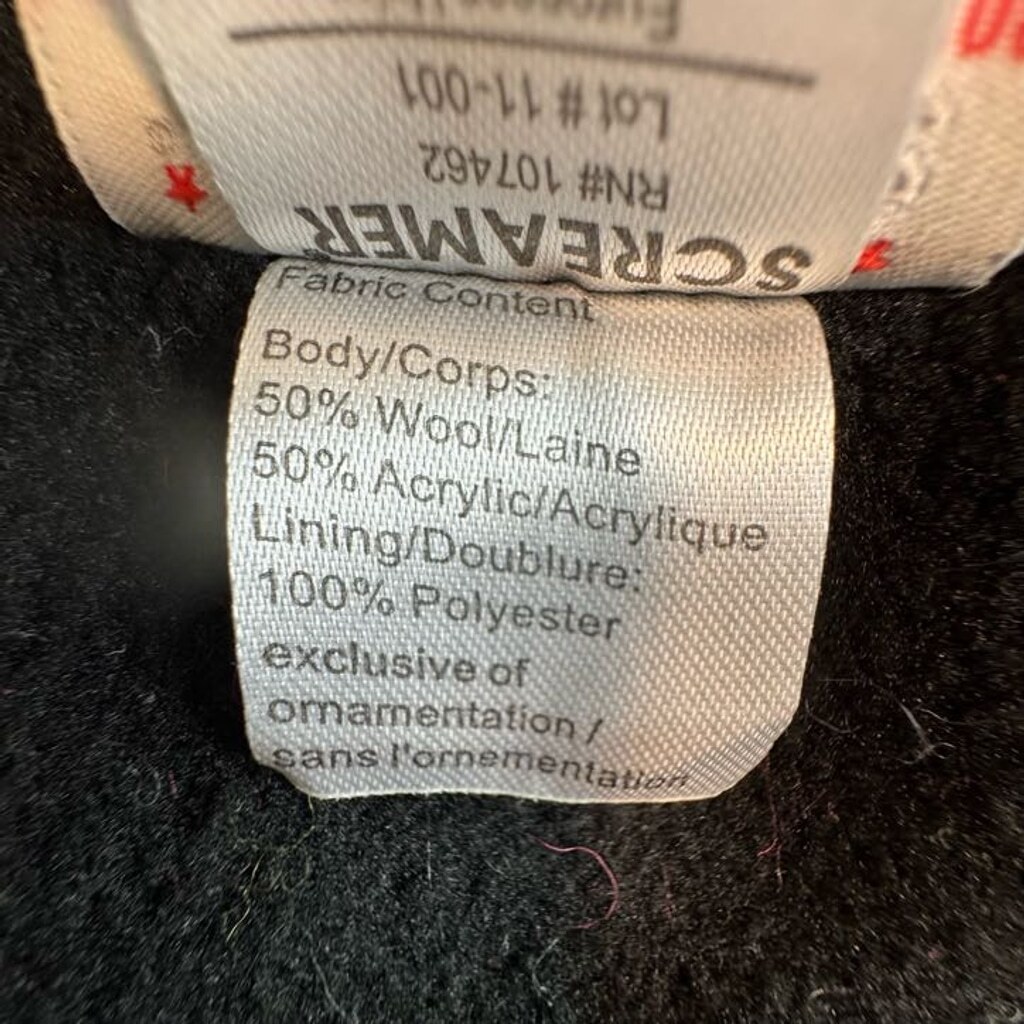 Lot # 11-001
RN# 107462
SCREAMER
Fabric Content
Body/Corps:
50% Wool/Laine
50% Acrylic/Acrylique
Lining/Doublure:
100% Polyester
exclusive of
ornamentation /
sans l'ornementation